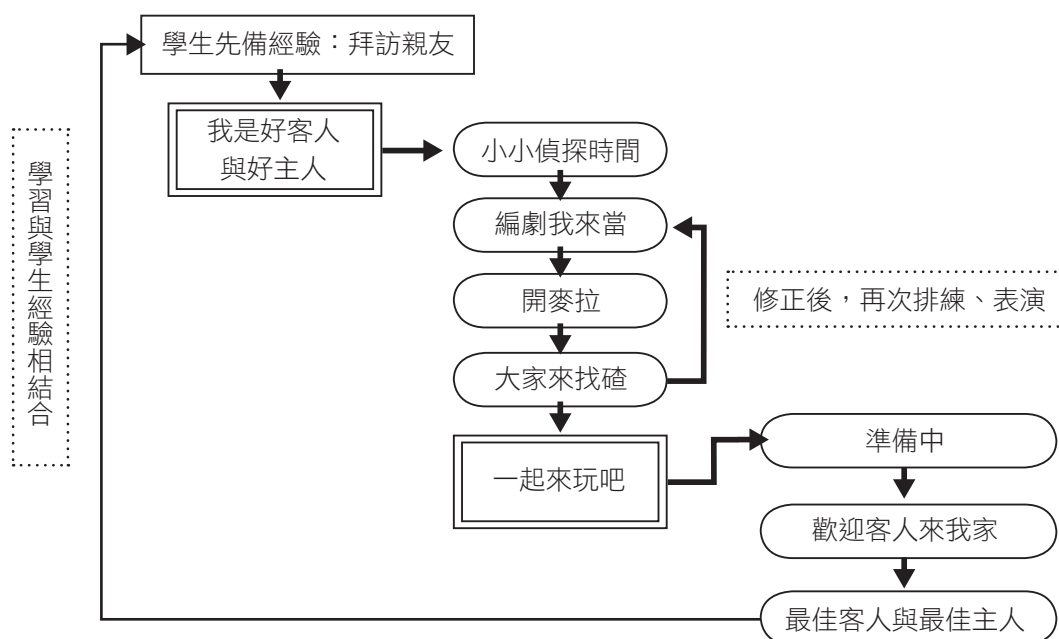 學生先備經驗：拜訪親友
我是好客人
與好主人
學習與學生經驗相結合
小小偵探時間
編劇我來當
開麥拉
修正後，再次排練、表演
大家來找碴
一起來玩吧
準備中
歡迎客人來我家
最佳客人與最佳主人